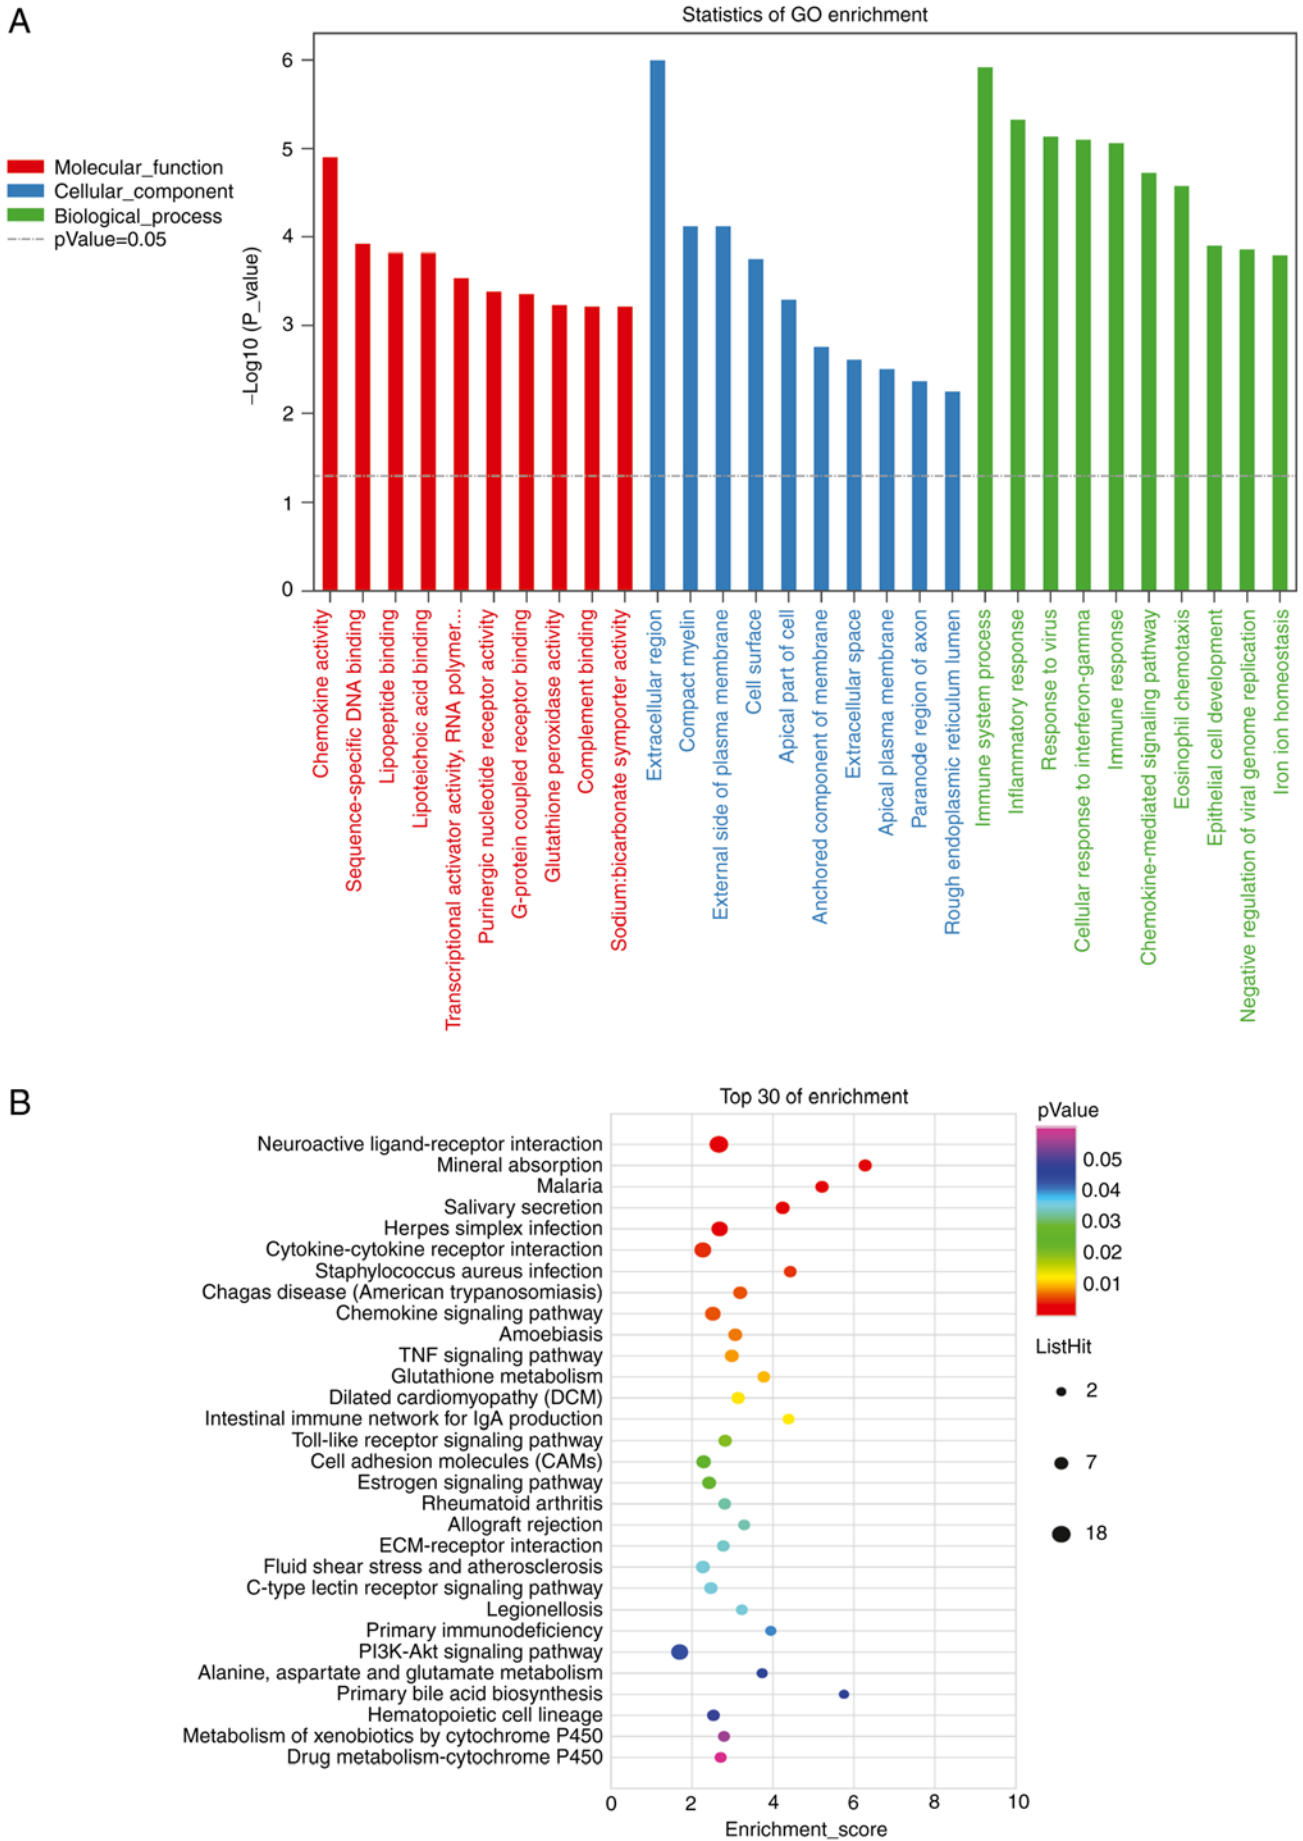 A
Statistics of GO enrichment
Molecular_function
Cellular_component
Biological_process
pValue=0.05
−Log10 (P_value)
6
5
4
3
2
1
0
Chemokine activity
Sequence-specific DNA binding
Lipopeptide binding
Lipoteichoic acid binding
Transcriptional activator activity, RNA polymer...
Purinergic nucleotide receptor activity
G-protein coupled receptor binding
Glutathione peroxidase activity
Complement binding
Sodium:bicarbonate symporter activity
Extracellular region
Compact myelin
External side of plasma membrane
Cell surface
Apical part of cell
Anchored component of membrane
Extracellular space
Apical plasma membrane
Paranode region of axon
Rough endoplasmic reticulum lumen
Immune system process
Inflammatory response
Response to virus
Cellular response to interferon-gamma
Immune response
Chemokine-mediated signaling pathway
Eosinophil chemotaxis
Epithelial cell development
Negative regulation of viral genome replication
Iron ion homeostasis
B
Top 30 of enrichment
Neuroactive ligand-receptor interaction
Mineral absorption
Malaria
Salivary secretion
Herpes simplex infection
Cytokine-cytokine receptor interaction
Staphylococcus aureus infection
Chagas disease (American trypanosomiasis)
Chemokine signaling pathway
Amoebiasis
TNF signaling pathway
Glutathione metabolism
Dilated cardiomyopathy (DCM)
Intestinal immune network for IgA production
Toll-like receptor signaling pathway
Cell adhesion molecules (CAMs)
Estrogen signaling pathway
Rheumatoid arthritis
Allograft rejection
ECM-receptor interaction
Fluid shear stress and atherosclerosis
C-type lectin receptor signaling pathway
Legionellosis
Primary immunodeficiency
PI3K-Akt signaling pathway
Alanine, aspartate and glutamate metabolism
Primary bile acid biosynthesis
Hematopoietic cell lineage
Metabolism of xenobiotics by cytochrome P450
Drug metabolism-cytochrome P450
0 2 4 6 8 10
Enrichment_score
pValue
0.05
0.04
0.03
0.02
0.01
ListHit
2
7
18